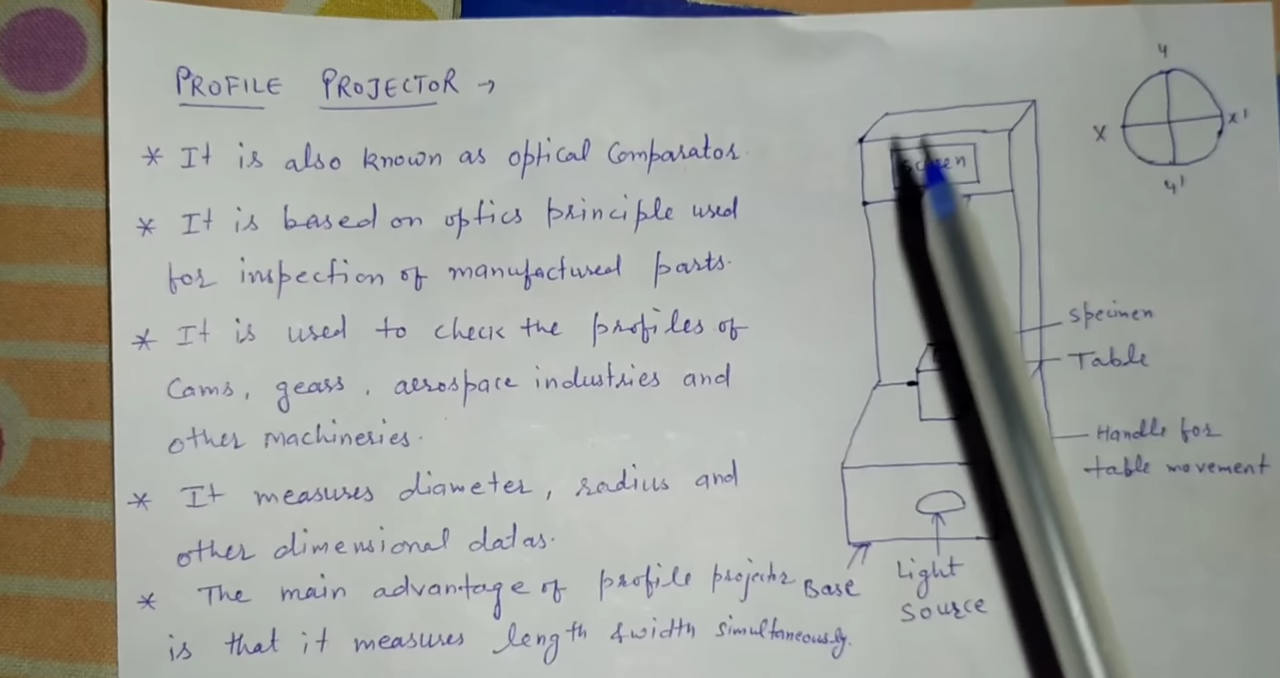 PROFILE PROJECTOR →
* It is also known as optical Comparator.
* It is based on optics principle used
for inspection of manufactured parts.
* It is used to check the profiles of
Cams, gears, aerospace industries and
other machineries.
* It measures diameter, radius and
other dimensional datas.
* The main advantage of profile projector
is that it measures length & width simultaneously.
Screen
Specimen
Table
Handle for
table movement
Base
Light
Source
y
x
x'
y'